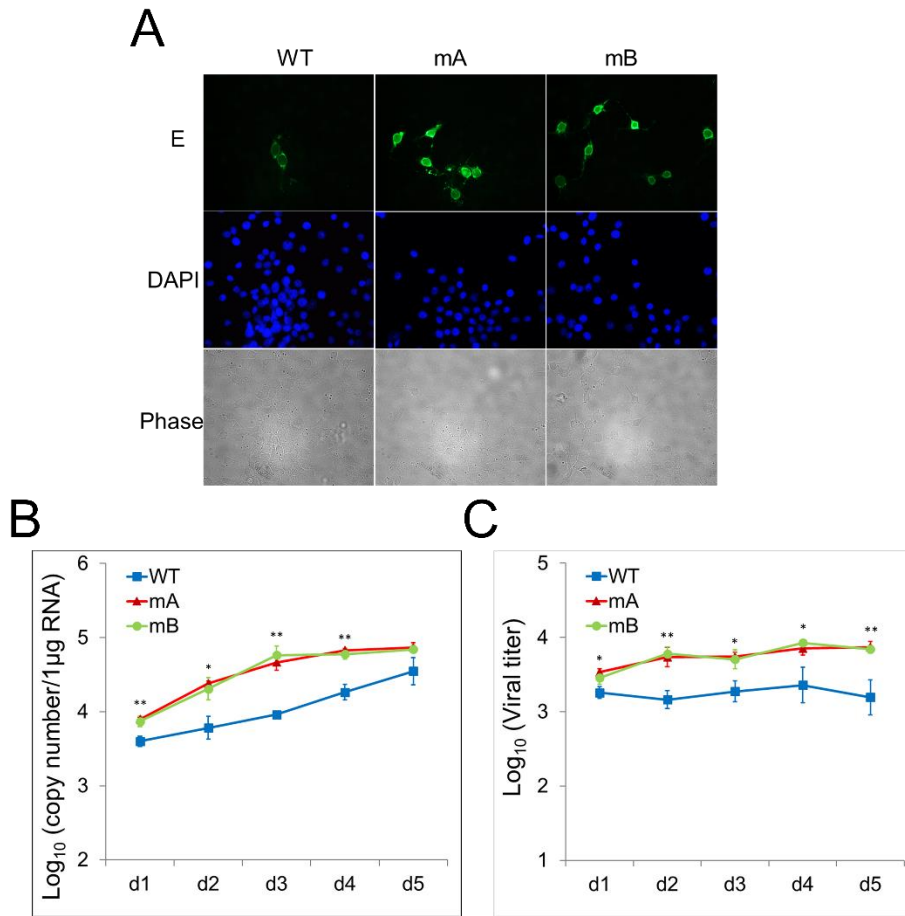 A
WT mA mB
E
DAPI
Phase
B
Log10 (copy number/1µg RNA)
6
5
4
3
2
WT
mA
mB
**
*
**
**
d1 d2 d3 d4 d5
C
Log10 (Viral titer)
5
4
3
2
1
WT
mA
mB
*
**
*
*
**
d1 d2 d3 d4 d5